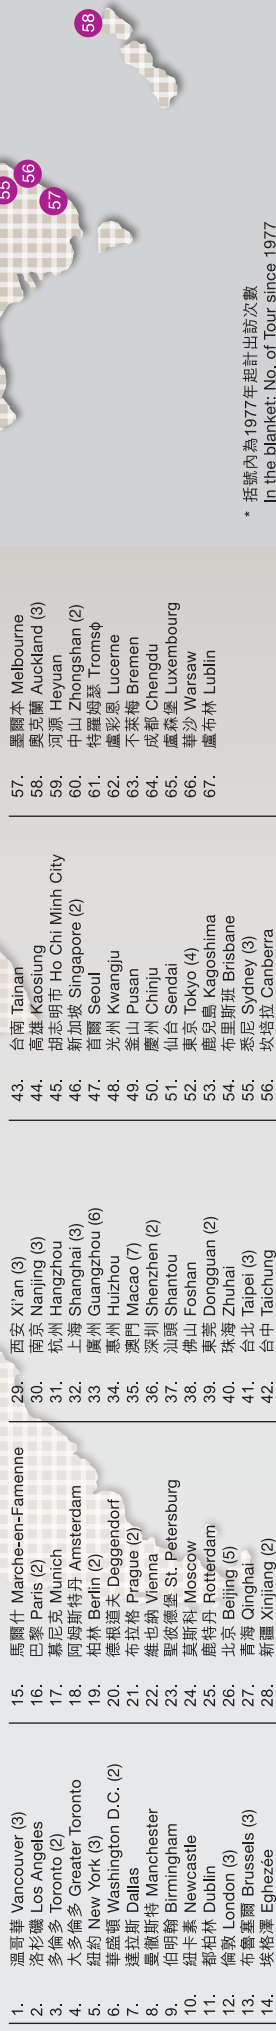 1. 溫哥華 Vancouver (3)
2. 洛杉磯 Los Angeles
3. 多倫多 Toronto (2)
4. 大多倫多 Greater Toronto
5. 紐約 New York (3)
6. 華盛頓 Washington D.C. (2)
7. 達拉斯 Dallas
8. 曼徹斯特 Manchester
9. 伯明翰 Birmingham
10. 紐卡素 Newcastle
11. 都柏林 Dublin
12. 倫敦 London (3)
13. 布魯塞爾 Brussels (3)
14. 埃格澤 Eghezée
15. 馬爾什 Marche-en-Famenne
16. 巴黎 Paris (2)
17. 慕尼克 Munich
18. 阿姆斯特丹 Amsterdam
19. 柏林 Berlin (2)
20. 德根道夫 Deggendorf
21. 布拉格 Prague (2)
22. 維也納 Vienna
23. 聖彼德堡 St. Petersburg
24. 莫斯科 Moscow
25. 鹿特丹 Rotterdam
26. 北京 Beijing (5)
27. 青海 Qinghai
28. 新疆 Xinjiang (2)
29. 西安 Xi'an (3)
30. 南京 Nanjing (3)
31. 杭州 Hangzhou
32. 上海 Shanghai (3)
33 廣州 Guangzhou (6)
34. 惠州 Huizhou
35. 澳門 Macao (7)
36. 深圳 Shenzhen (2)
37. 汕頭 Shantou
38. 佛山 Foshan
39. 東莞 Dongguan (2)
40. 珠海 Zhuhai
41. 台北 Taipei (3)
42. 台中 Taichung
43. 台南 Tainan
44. 高雄 Kaosiung
45. 胡志明市 Ho Chi Minh City
46. 新加坡 Singapore (2)
47. 首爾 Seoul
48. 光州 Kwangju
49. 釜山 Pusan
50. 慶州 Chinju
51. 仙台 Sendai
52. 東京 Tokyo (4)
53. 鹿兒島 Kagoshima
54. 布里斯班 Brisbane
55. 悉尼 Sydney (3)
56. 坎培拉 Canberra
57. 墨爾本 Melbourne
58. 奧克蘭 Auckland (3)
59. 河源 Heyuan
60. 中山 Zhongshan (2)
61. 特羅姆瑟 Tromsф
62. 盧彩恩 Lucerne
63. 不萊梅 Bremen
64. 成都 Chengdu
65. 盧森堡 Luxembourg
66. 華沙 Warsaw
67. 盧布林 Lublin
* 括號內為1977年起計出訪次數
In the blanket: No. of Tour since 1977
55
56
57
58